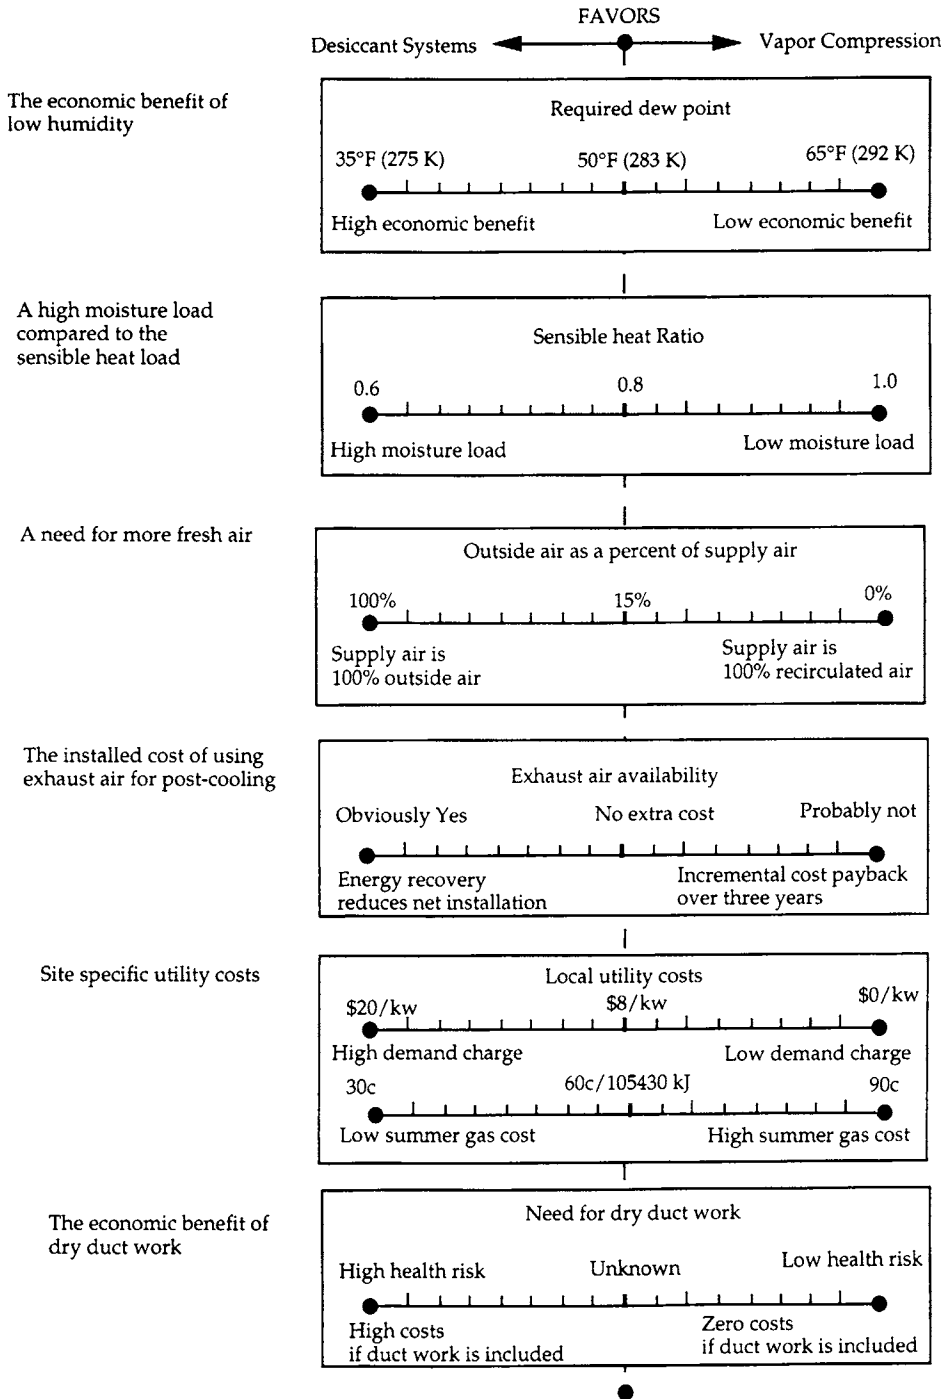 FAVORS
Desiccant Systems
Vapor Compression
The economic benefit of
low humidity
Required dew point
35°F (275 K)
50°F (283 K)
65°F (292 K)
High economic benefit
Low economic benefit
A high moisture load
compared to the
sensible heat load
Sensible heat Ratio
0.6
0.8
1.0
High moisture load
Low moisture load
A need for more fresh air
Outside air as a percent of supply air
100%
15%
0%
Supply air is
100% outside air
Supply air is
100% recirculated air
The installed cost of using
exhaust air for post-cooling
Exhaust air availability
Obviously Yes
No extra cost
Probably not
Energy recovery
reduces net installation
Incremental cost payback
over three years
Site specific utility costs
Local utility costs
$20/kw
$8/kw
$0/kw
High demand charge
Low demand charge
30c
60c/105430 kJ
90c
Low summer gas cost
High summer gas cost
The economic benefit of
dry duct work
Need for dry duct work
High health risk
Unknown
Low health risk
High costs
if duct work is included
Zero costs
if duct work is included